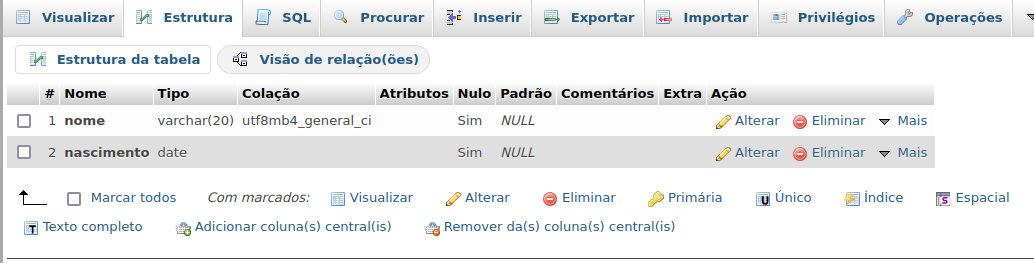 Visualizar Estrutura SQL Procurar Inserir Exportar Importar Privilégios Operações
Estrutura da tabela Visão de relação(ões)
# Nome Tipo Colação Atributos Nulo Padrão Comentários Extra Ação
1 nome varchar(20) utf8mb4_general_ci Sim NULL Alterar Eliminar Mais
2 nascimento date Sim NULL Alterar Eliminar Mais
Marcar todos Com marcados: Visualizar Alterar Eliminar Primária Único Índice Espacial
Texto completo Adicionar coluna(s) central(is) Remover da(s) coluna(s) central(is)